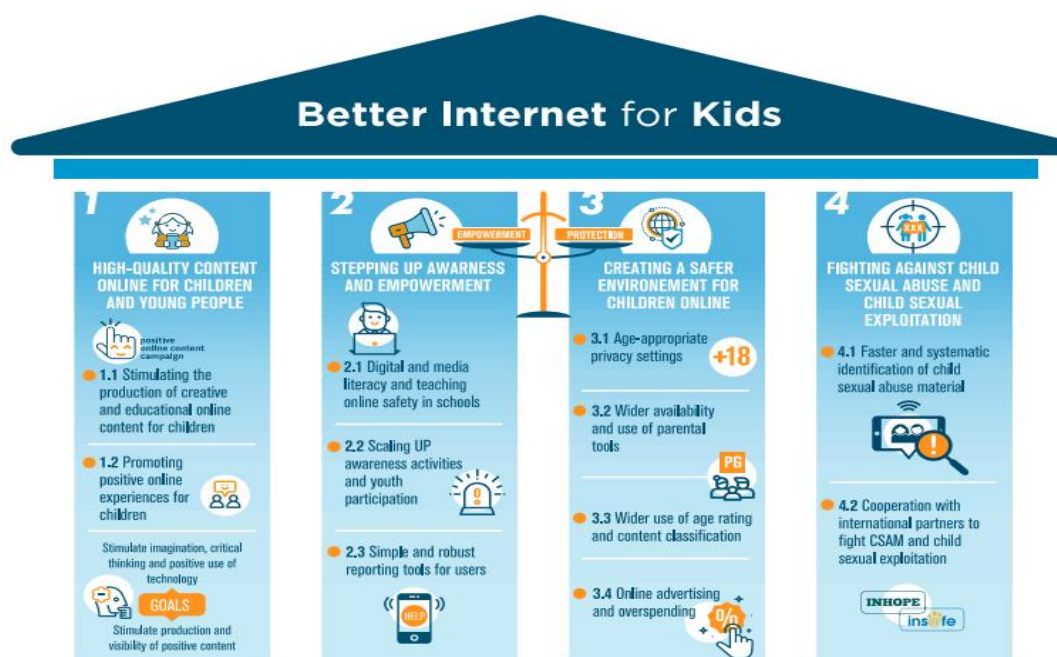 Better Internet for Kids
1
HIGH-QUALITY CONTENT
ONLINE FOR CHILDREN
AND YOUNG PEOPLE
positive
online content
campaign
1.1 Stimulating the
production of creative
and educational online
content for children
1.2 Promoting
positive online
experiences for
children
Stimulate imagination, critical
thinking and positive use of
technology
GOALS
Stimulate production and
visibility of positive content
2
EMPOWERMENT
STEPPING UP AWARNESS
AND EMPOWERMENT
2.1 Digital and media
literacy and teaching
online safety in schools
2.2 Scaling UP
awareness activities
and youth
participation
2.3 Simple and robust
reporting tools for users
HELP
3
PROTECTION
CREATING A SAFER
ENVIRONEMENT FOR
CHILDREN ONLINE
3.1 Age-appropriate
privacy settings
+18
3.2 Wider availability
and use of parental
tools
PG
3.3 Wider use of age rating
and content classification
3.4 Online advertising
and overspending
%
4
XXX
FIGHTING AGAINST CHILD
SEXUAL ABUSE AND
CHILD SEXUAL
EXPLOITATION
4.1 Faster and systematic
identification of child
sexual abuse material
!
4.2 Cooperation with
international partners to
fight CSAM and child
sexual exploitation
INHOPE
insafe